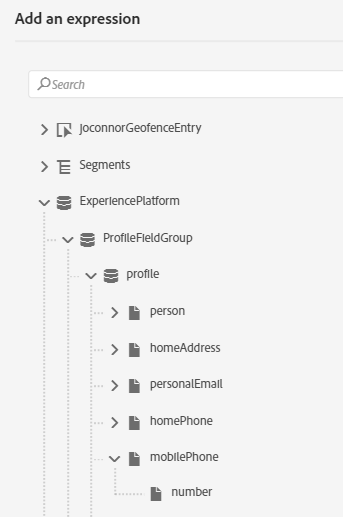 Add an expression
Search
JoconnorGeofenceEntry
Segments
ExperiencePlatform
ProfileFieldGroup
profile
person
homeAddress
personalEmail
homePhone
mobilePhone
number